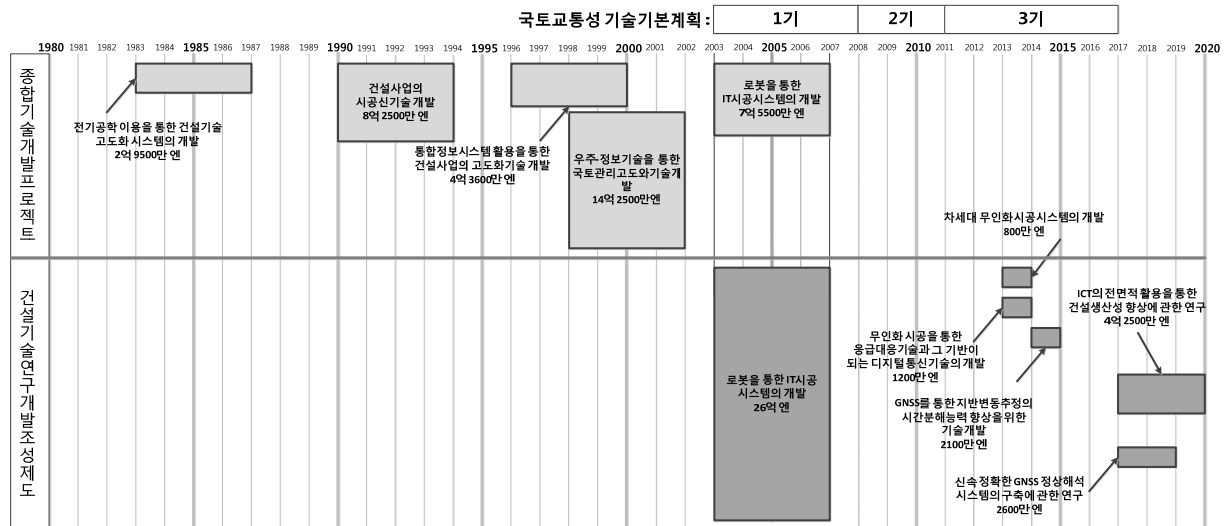 국토교통성 기술기본계획 : 1기 2기 3기
1980 1981 1982 1983 1984 1985 1986 1987 1988 1989 1990 1991 1992 1993 1994 1995 1996 1997 1998 1999 2000 2001 2002 2003 2004 2005 2006 2007 2008 2009 2010 2011 2012 2013 2014 2015 2016 2017 2018 2019 2020
종합기술개발프로젝트
전기공학 이용을 통한 건설기술
고도화 시스템의 개발
2억 9500만 엔
건설사업의
시공신기술 개발
8억 2500만 엔
통합정보시스템 활용을 통한
건설사업의 고도화기술 개발
4억 3600만 엔
우주·정보기술을 통한
국토관리고도와기술개
발
14억 2500만엔
로봇을 통한
IT시공시스템의 개발
7억 5500만 엔
차세대 무인화시공시스템의 개발
800만 엔
건설기술연구개발조성제도
로봇을 통한 IT시공
시스템의 개발
26억 엔
무인화 시공을 통한
응급대응기술과 그 기반이
되는 디지털 통신기술의 개발
1200만 엔
GNSS를 통한 지반변동추정의
시간분해능력 향상을 위한
기술개발
2100만엔
ICT의 전면적 활용을 통한
건설생산성 향상에 관한 연구
4억 2500만 엔
신속 정확한 GNSS 정상해석
시스템의 구축에 관한 연구
2600만 엔